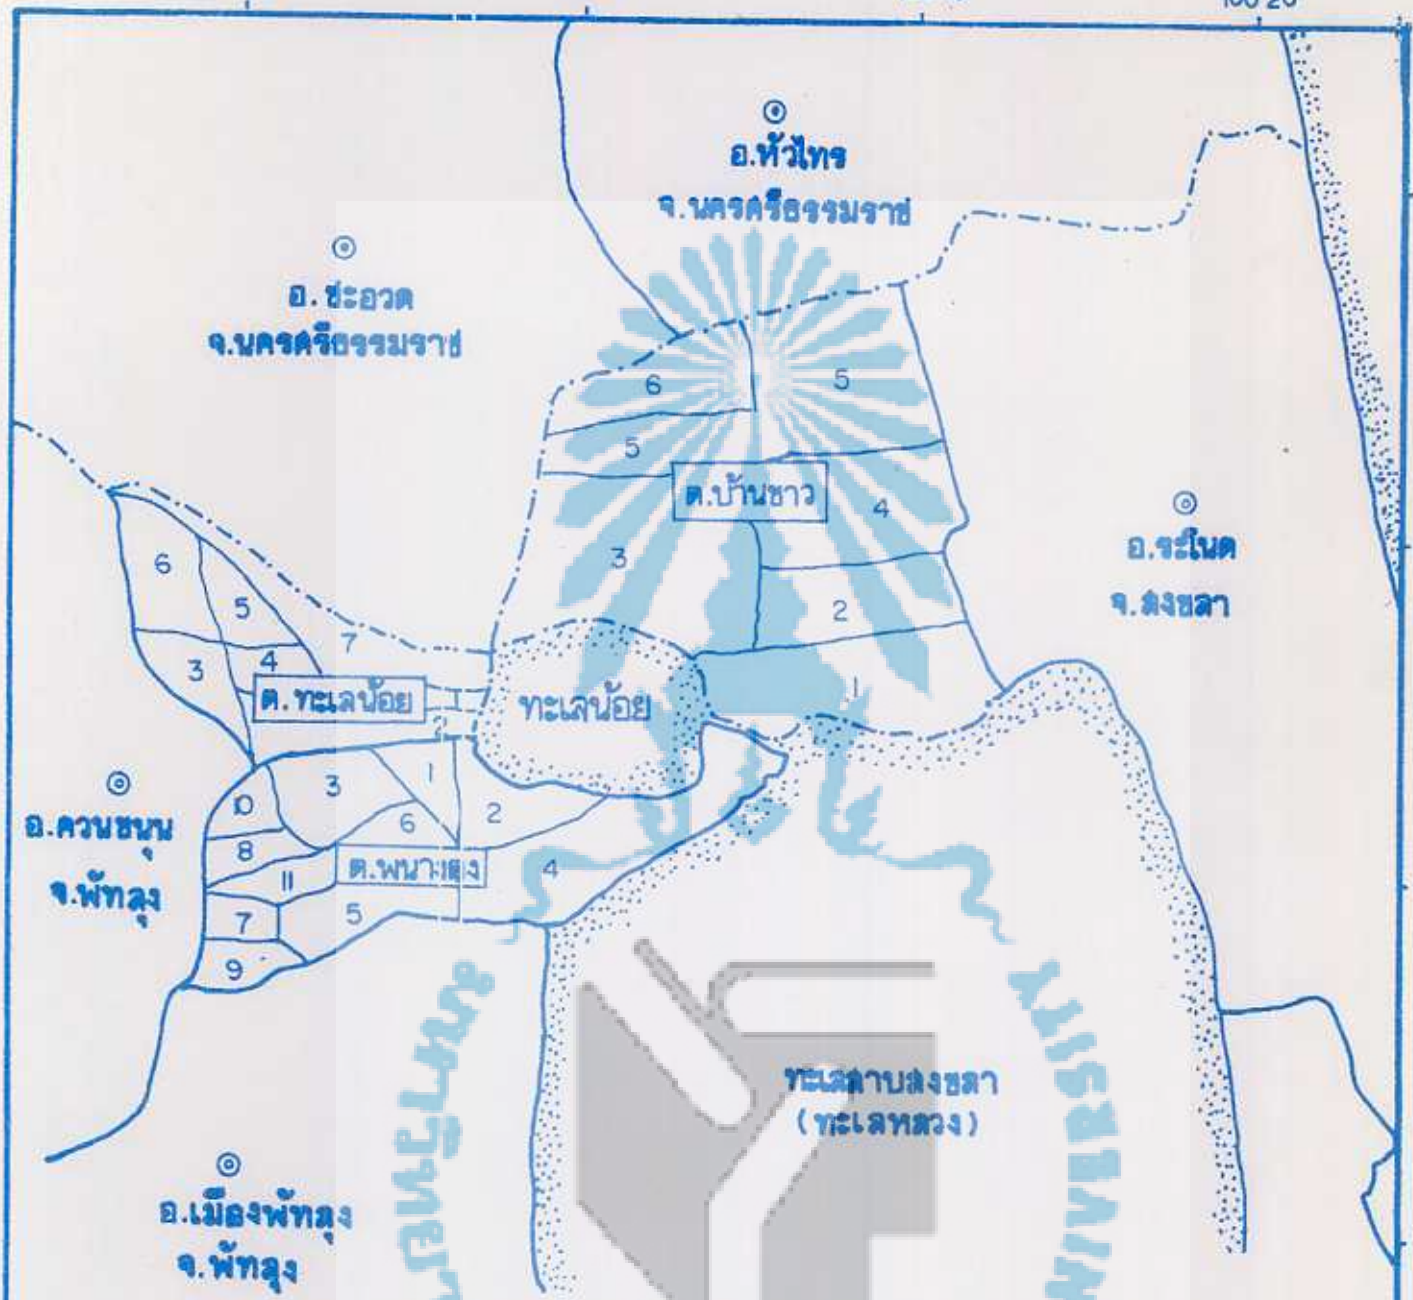 100 20
อ.หัวไทร
จ.นครศรีธรรมราช
อ.ชะอวด
จ.นครศรีธรรมราช
6
5
5
ต.บ้านขาว
4
3
2
1
อ.ระโนด
จ.สงขลา
6
5
7
3
4
ต.ทะเลน้อย
1
2
ทะเลน้อย
อ.ควนขนุน
จ.พัทลุง
10
3
1
2
6
8
11
ต.พนางตุง
4
7
5
9
ทะเลสาบสงขลา
(ทะเลหลวง)
อ.เมืองพัทลุง
จ.พัทลุง